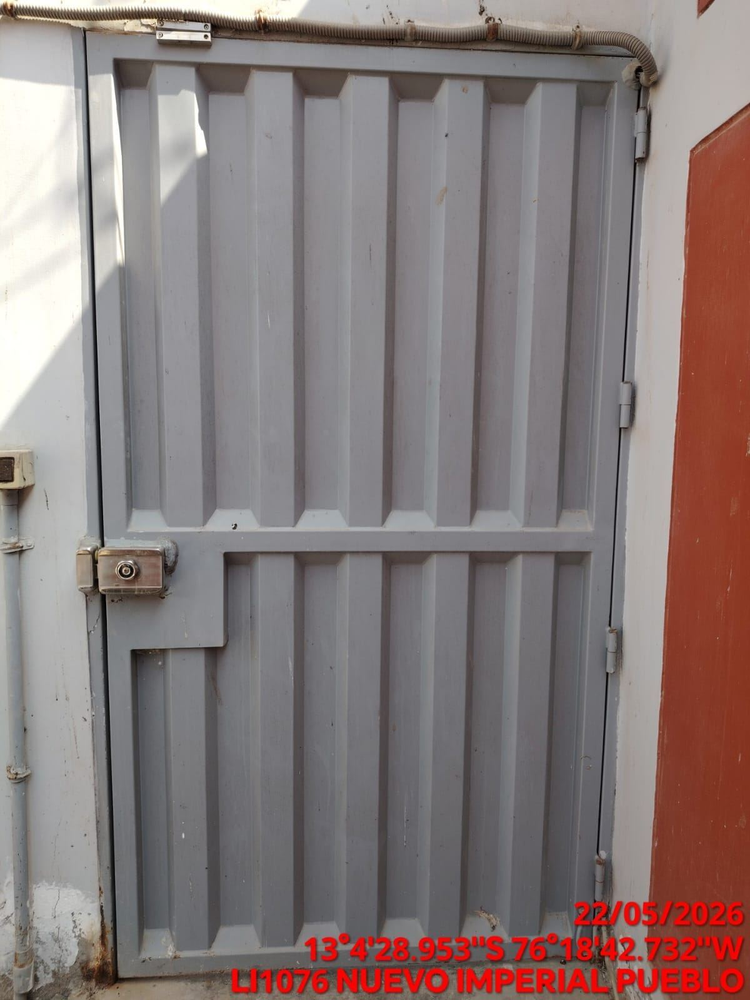 22/05/2026
13°4'28.953"S 76°18'42.732"W
LI1076 NUEVO IMPERIAL PUEBLO